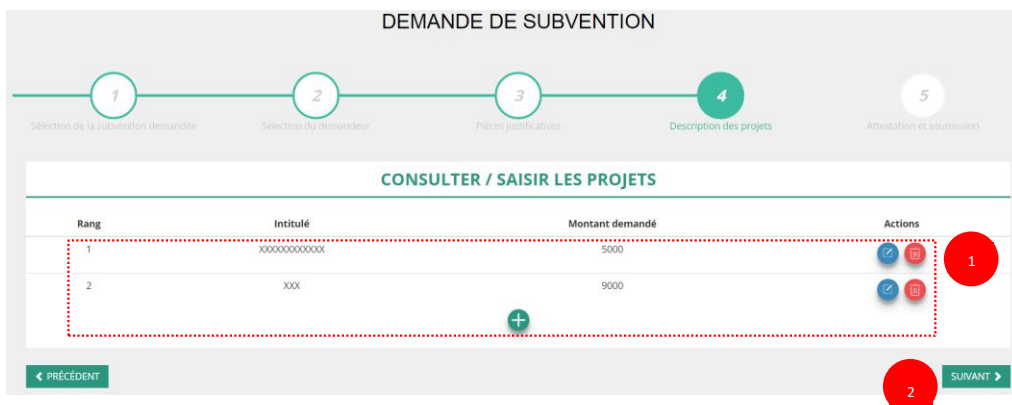 DEMANDE DE SUBVENTION
1 2 3 4 5
Sélection de la subvention demandée Sélection du demandeur Pièces justificatives Description des projets Attestation et soumission
CONSULTER / SAISIR LES PROJETS
Rang Intitulé Montant demandé Actions
1 XXXXXXXXXXXX 5000
1
2 XXX 9000
PRÉCÉDENT SUIVANT
2